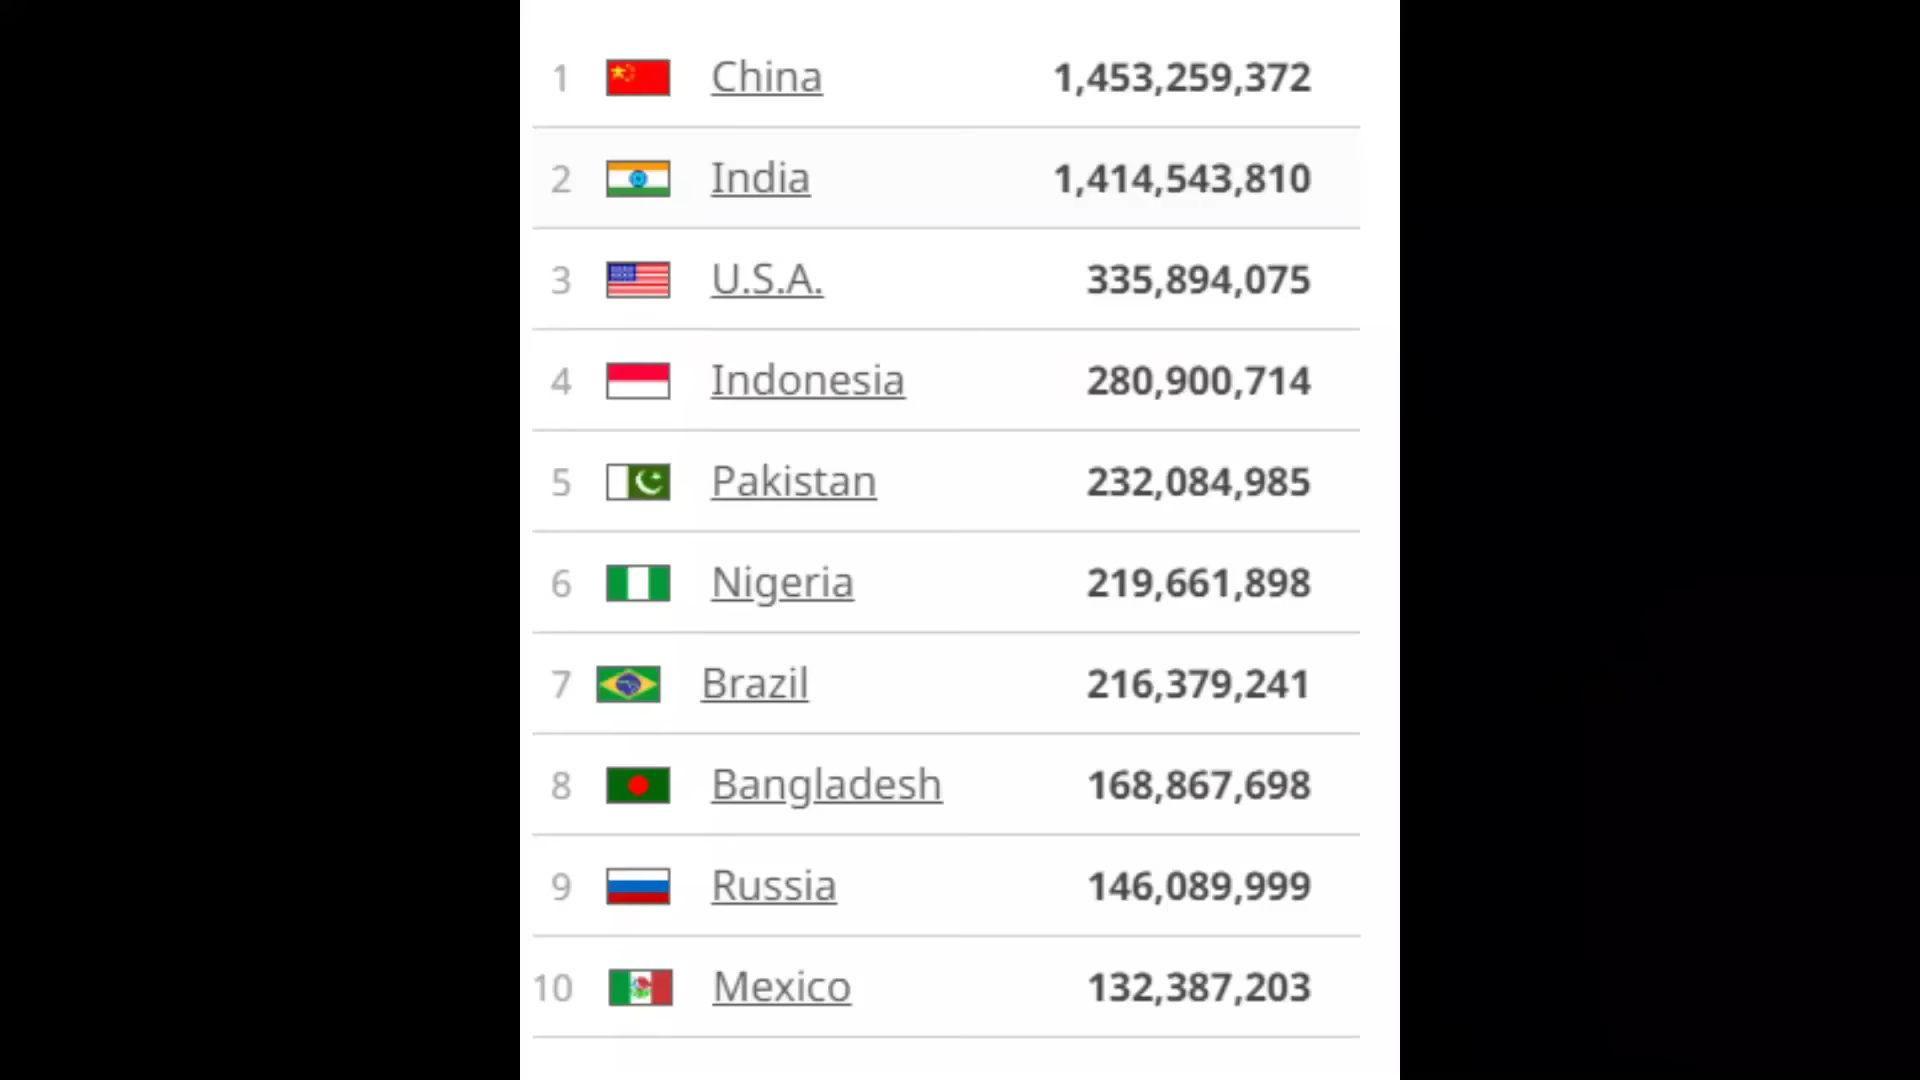 1 China 1,453,259,372
2 India 1,414,543,810
3 U.S.A. 335,894,075
4 Indonesia 280,900,714
5 Pakistan 232,084,985
6 Nigeria 219,661,898
7 Brazil 216,379,241
8 Bangladesh 168,867,698
9 Russia 146,089,999
10 Mexico 132,387,203